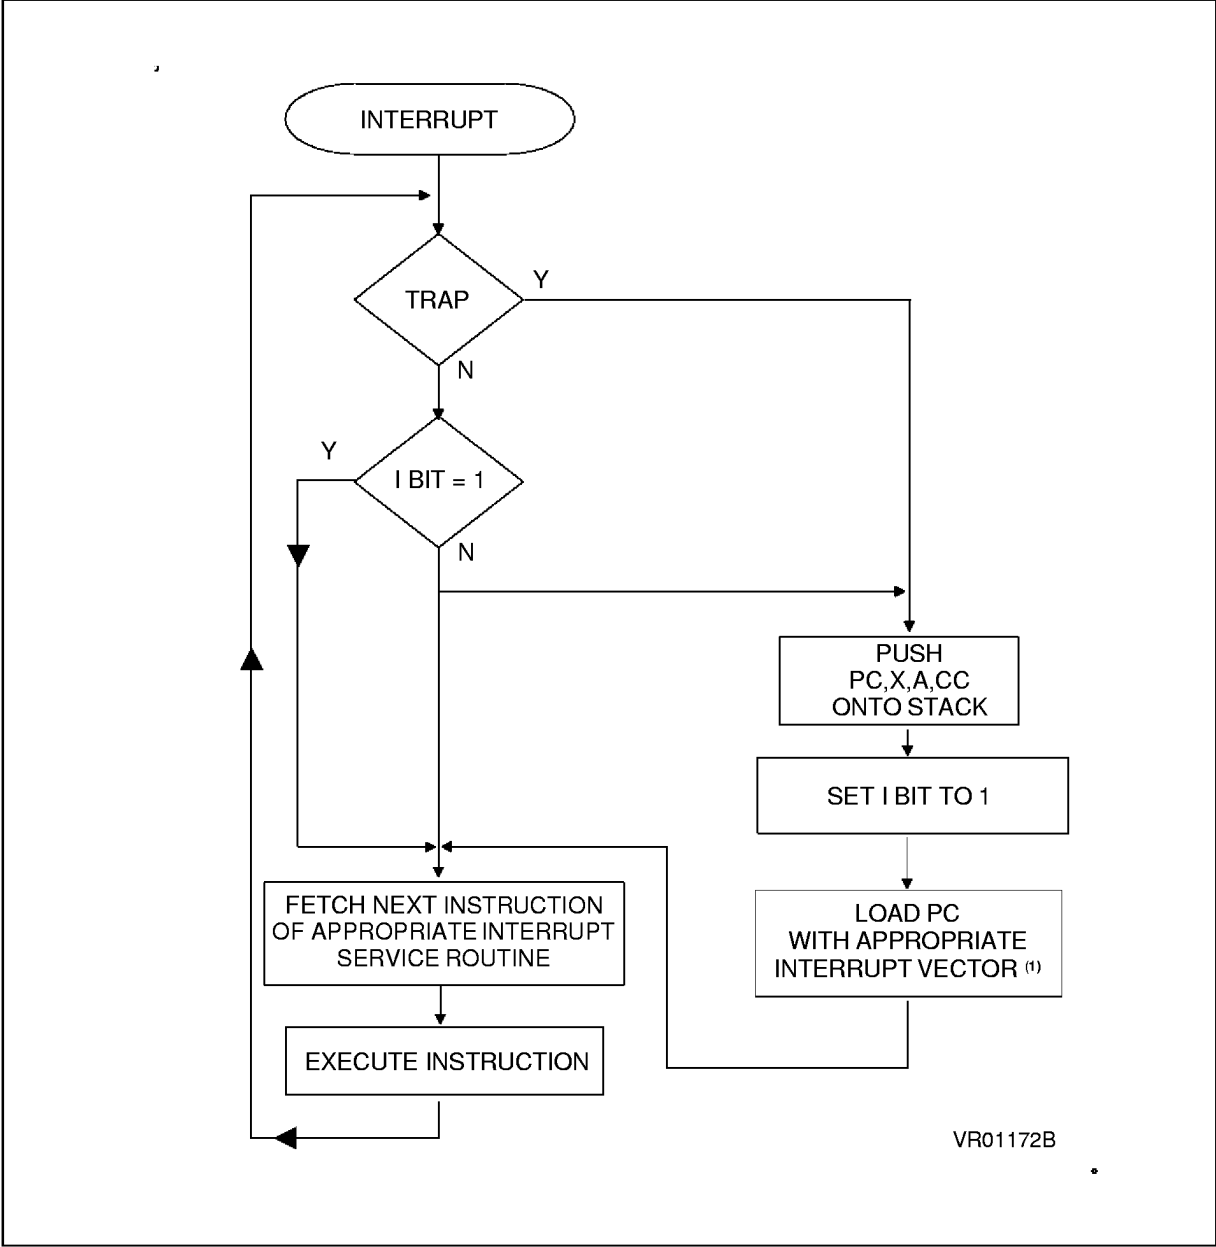 INTERRUPT
TRAP
Y
N
Y
I BIT = 1
N
PUSH
PC,X,A,CC
ONTO STACK
SET I BIT TO 1
LOAD PC
WITH APPROPRIATE
INTERRUPT VECTOR (1)
FETCH NEXT INSTRUCTION
OF APPROPRIATE INTERRUPT
SERVICE ROUTINE
EXECUTE INSTRUCTION
VR01172B